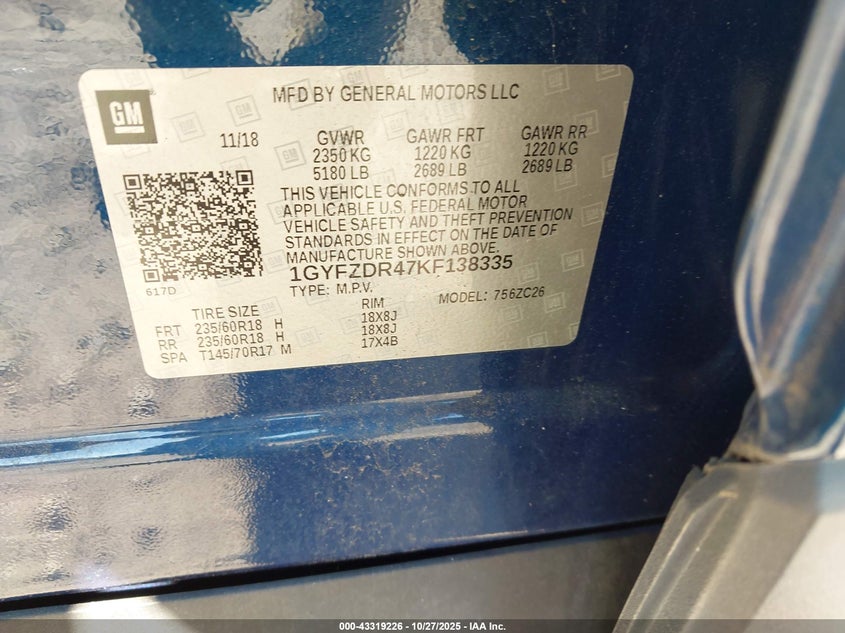 GM
MFD BY GENERAL MOTORS LLC
11/18 GVWR GAWR FRT GAWR RR
2350 KG 1220 KG 1220 KG
5180 LB 2689 LB 2689 LB
THIS VEHICLE CONFORMS TO ALL
APPLICABLE U.S. FEDERAL MOTOR
VEHICLE SAFETY AND THEFT PREVENTION
STANDARDS IN EFFECT ON THE DATE OF
MANUFACTURE SHOWN ABOVE.
1GYFZDR47KF138335
617D TYPE: M.P.V. MODEL: 756ZC26
TIRE SIZE RIM
FRT 235/60R18 H 18X8J
RR 235/60R18 H 18X8J
SPA T145/70R17 M 17X4B
000-43319226 - 10/27/2025 - IAA Inc.